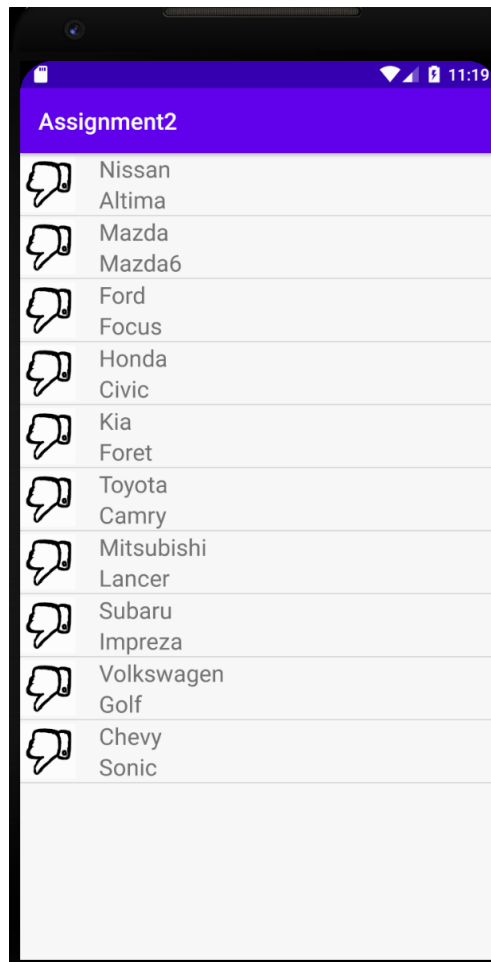 11:19
Assignment2
Nissan
Altima
Mazda
Mazda6
Ford
Focus
Honda
Civic
Kia
Foret
Toyota
Camry
Mitsubishi
Lancer
Subaru
Impreza
Volkswagen
Golf
Chevy
Sonic